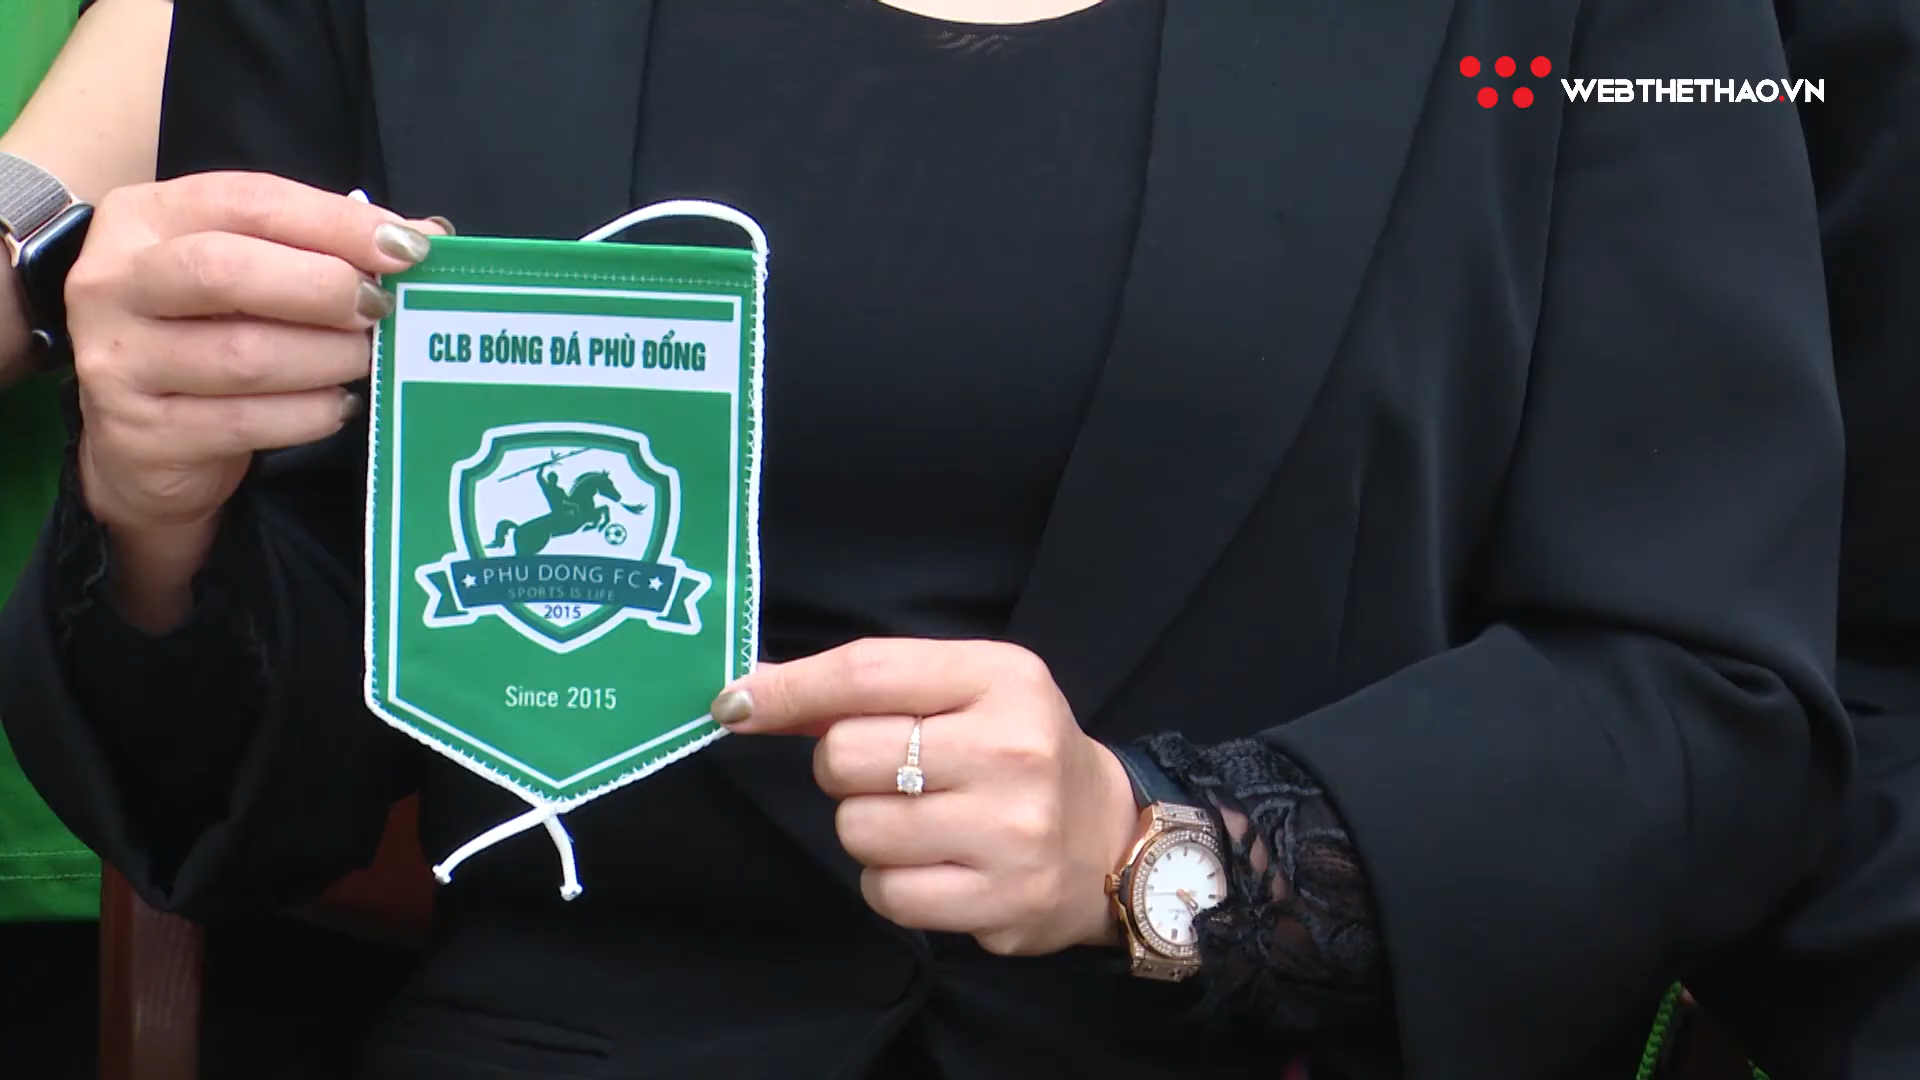 WEBTHETHAO.VN
CLB BÓNG ĐÁ PHÙ ĐỔNG
PHU DONG FC
SPORTS IS LIFE
2015
Since 2015